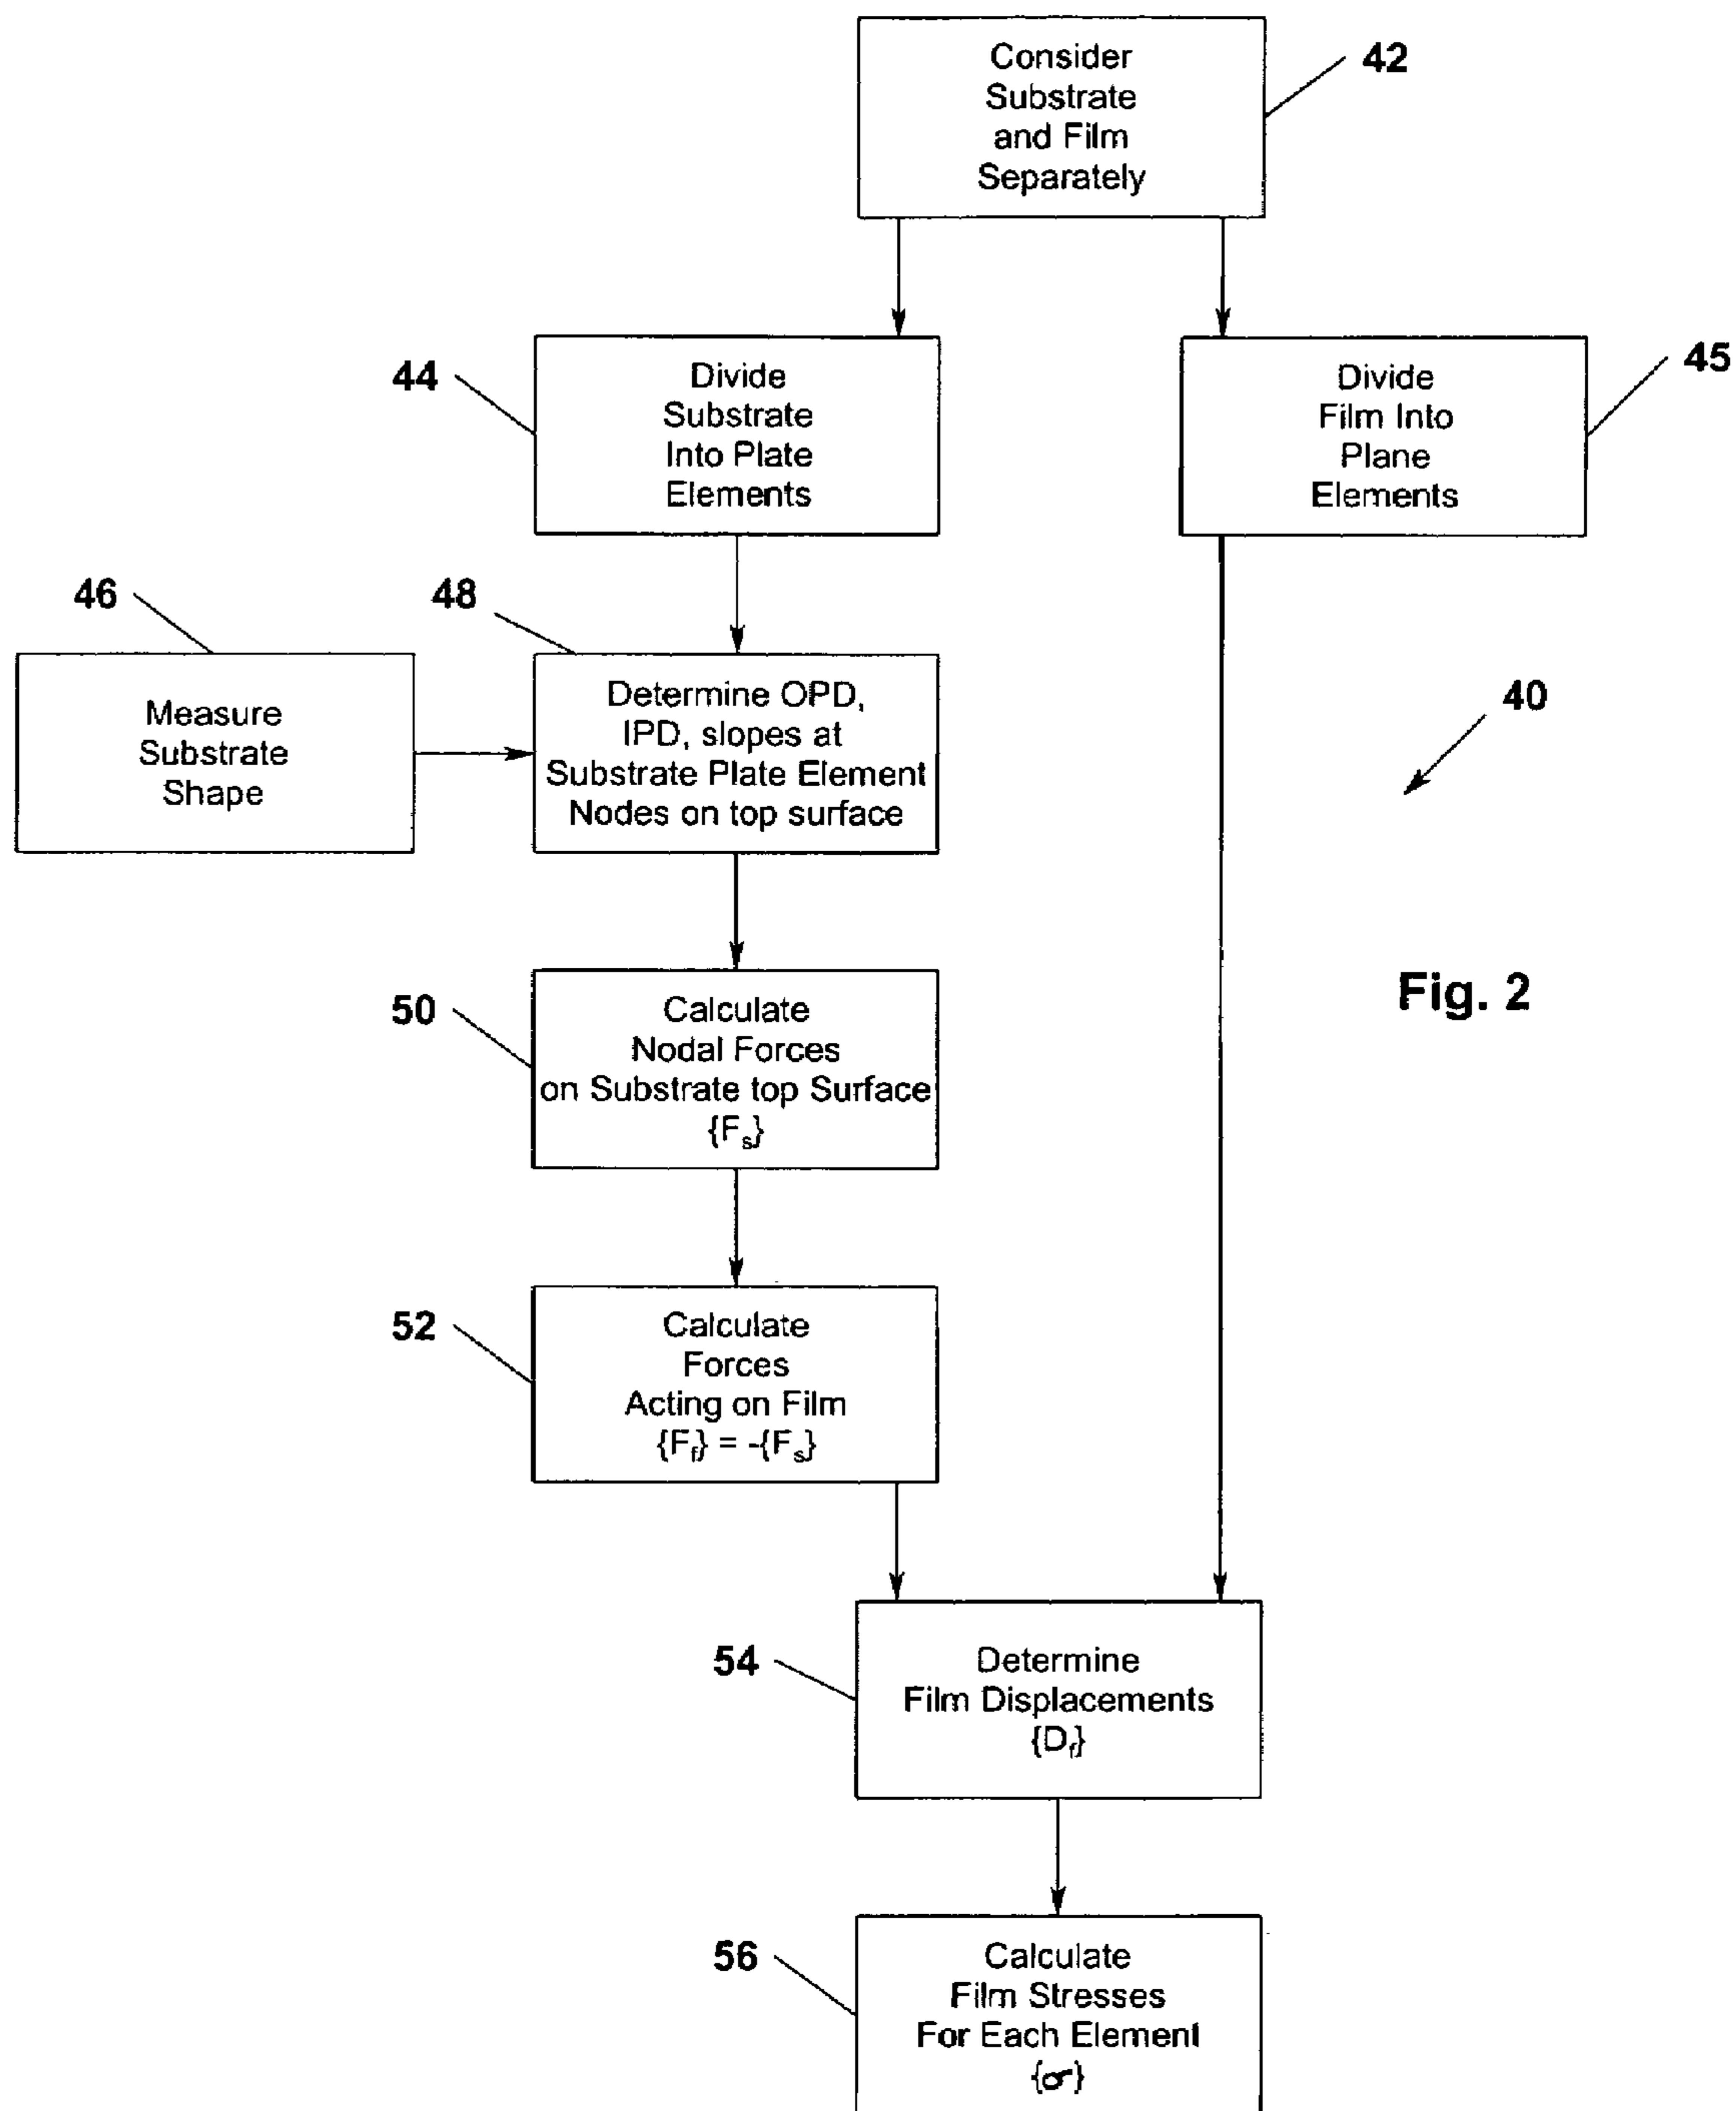 Consider
Substrate
and Film
Separately
42
44
Divide
Substrate
Into Plate
Elements
Divide
Film Into
Plane
Elements
45
46
Measure
Substrate
Shape
48
Determine OPD,
IPD, slopes at
Substrate Plate Element
Nodes on top surface
40
50
Calculate
Nodal Forces
on Substrate top Surface
{Fs}
Fig. 2
52
Calculate
Forces
Acting on Film
{Ff} = -{Fs}
54
Determine
Film Displacements
{Df}
56
Calculate
Film Stresses
For Each Element
{σ}